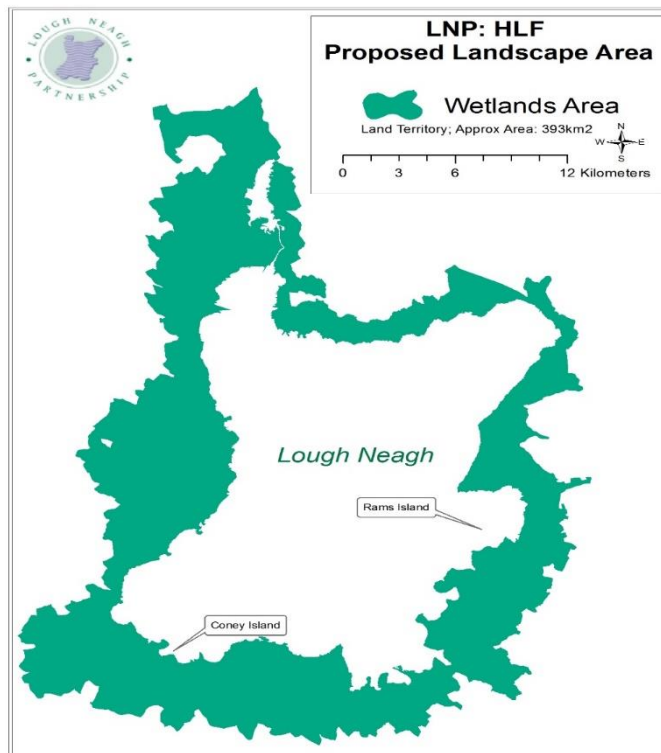 LOUGH NEAGH
PARTNERSHIP
LNP: HLF
Proposed Landscape Area
Wetlands Area
Land Territory; Approx Area: 393km2
N
W E
S
0 3 6 12 Kilometers
Lough Neagh
Rams Island
Coney Island